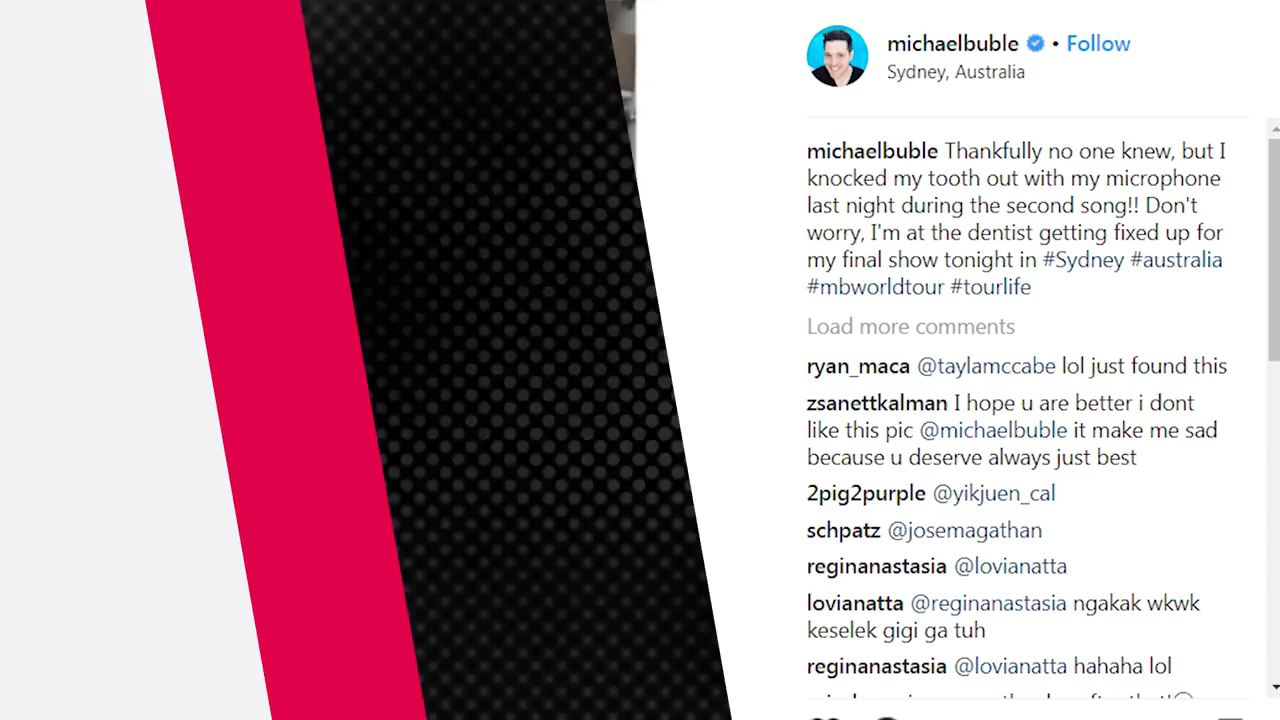 michaelbuble • Follow
Sydney, Australia
michaelbuble Thankfully no one knew, but I
knocked my tooth out with my microphone
last night during the second song!! Don't
worry, I'm at the dentist getting fixed up for
my final show tonight in #Sydney #australia
#mbworldtour #tourlife
Load more comments
ryan_maca @taylamccabe lol just found this
zsanettkalman I hope u are better i dont
like this pic @michaelbuble it make me sad
because u deserve always just best
2pig2purple @yikjuen_cal
schpatz @josemagathan
reginanastasia @lovianatta
lovianatta @reginanastasia ngakak wkwk
keselek gigi ga tuh
reginanastasia @lovianatta hahaha lol